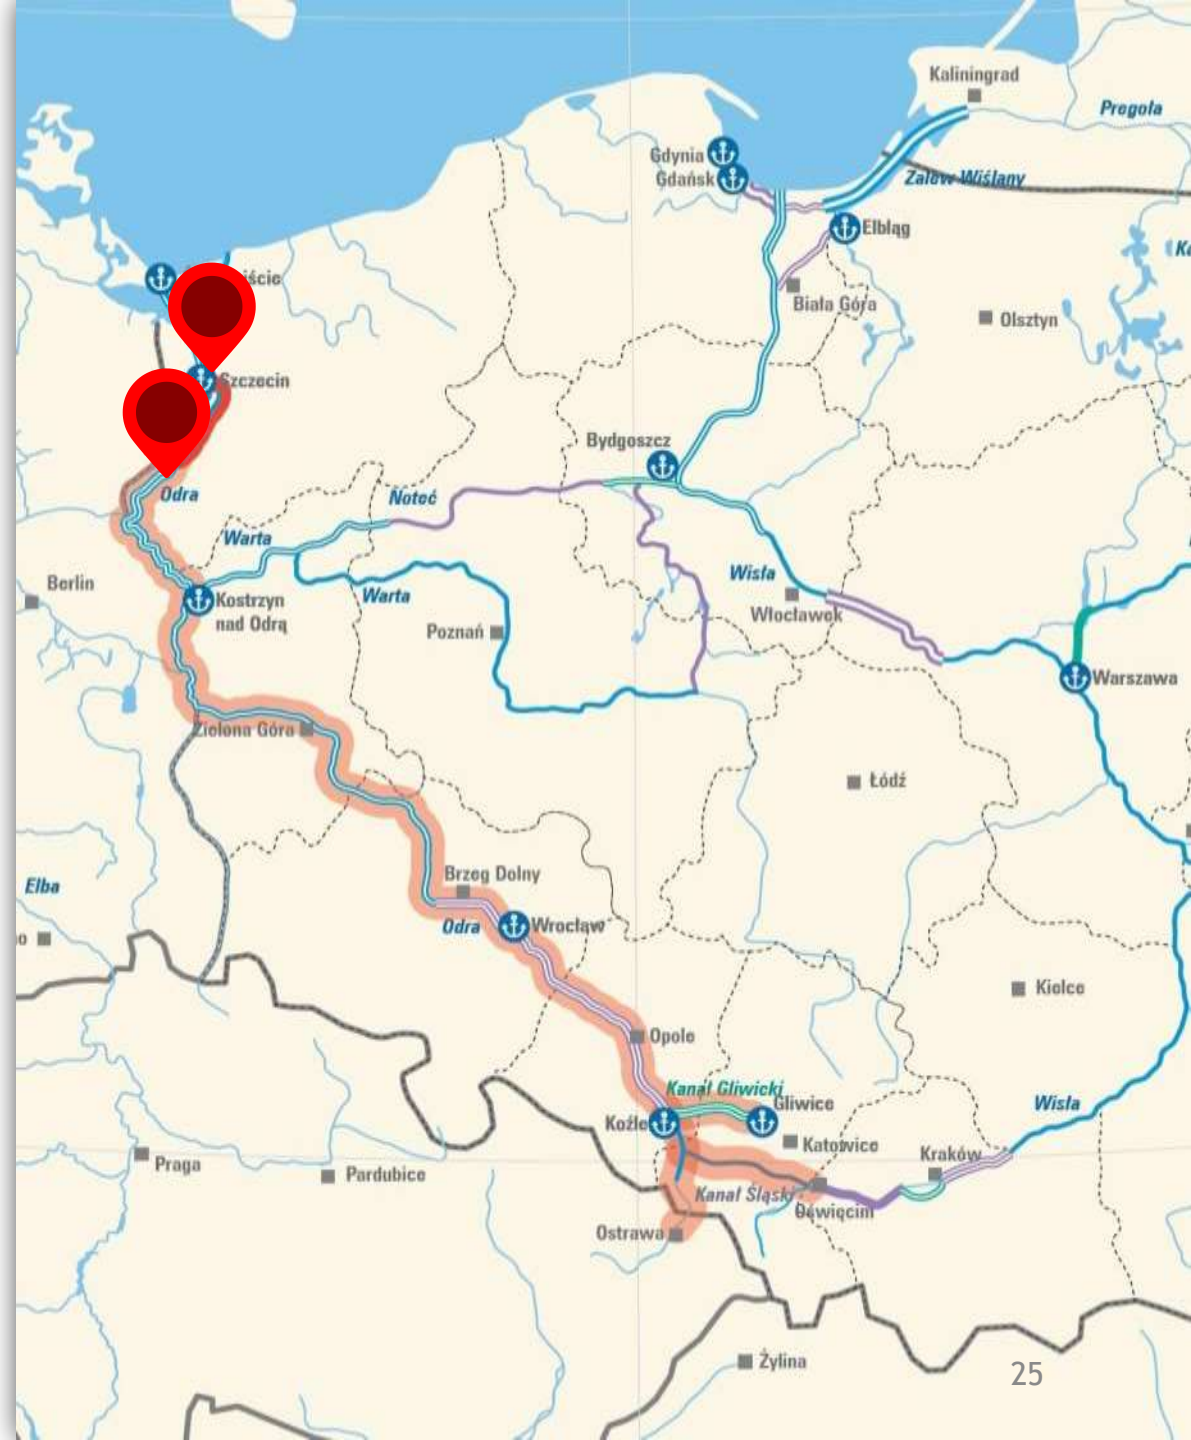 Kaliningrad
Pregoła
Gdynia
Gdańsk
Zalew Wiślany
Elbląg
Biała Góra
Olsztyn
iście
Szczecin
Bydgoszcz
Odra
Noteć
Warta
Berlin
Kostrzyn
nad Odrą
Warta
Poznań
Wisła
Włocławek
Warszawa
Zielona Góra
Łódź
Brzeg Dolny
Elba
Odra
Wrocław
Kielce
Opole
Kanał Gliwicki
Gliwice
Wisła
Koźle
Katowice
Kraków
Praga
Pardubice
Kanał Śląski
Oświęcim
Ostrawa
Żylina
25